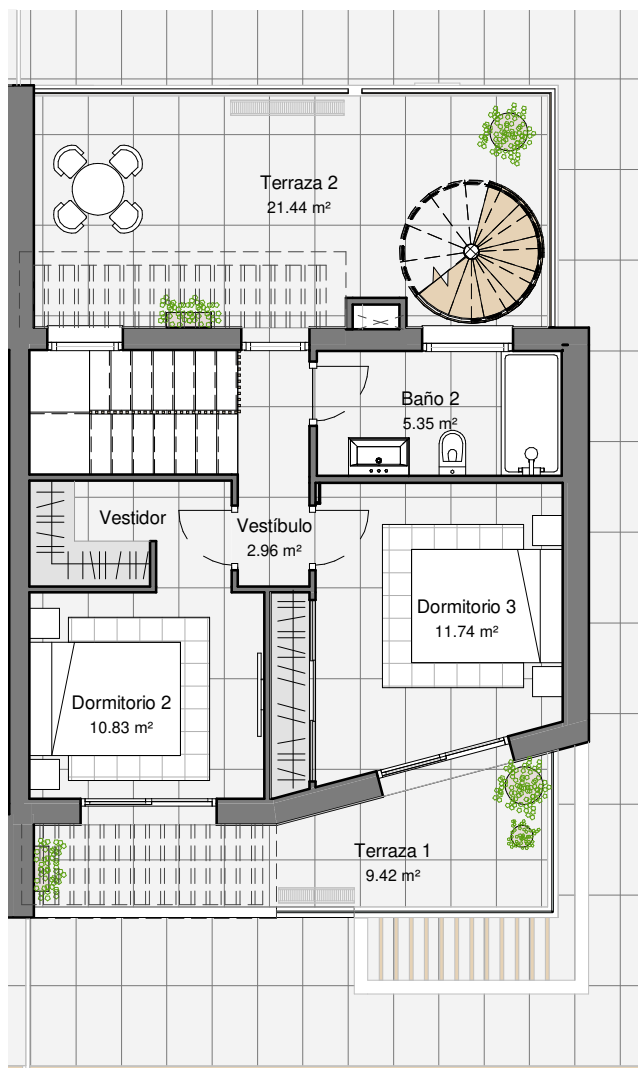 Terraza 2
21.44 m²
Baño 2
5.35 m²
Vestidor
Vestíbulo
2.96 m²
Dormitorio 3
11.74 m²
Dormitorio 2
10.83 m²
Terraza 1
9.42 m²